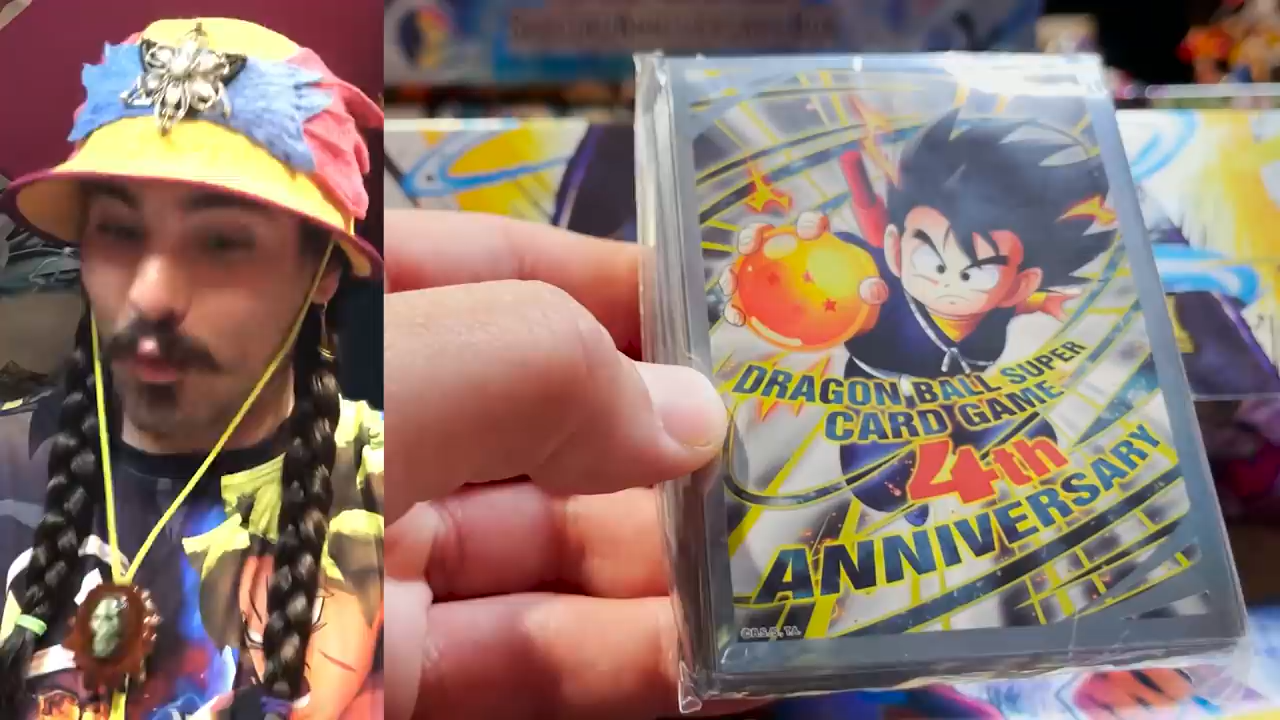 DRAGON BALL SUPER
CARD GAME
4th
ANNIVERSARY
©B.S./S., T.A.